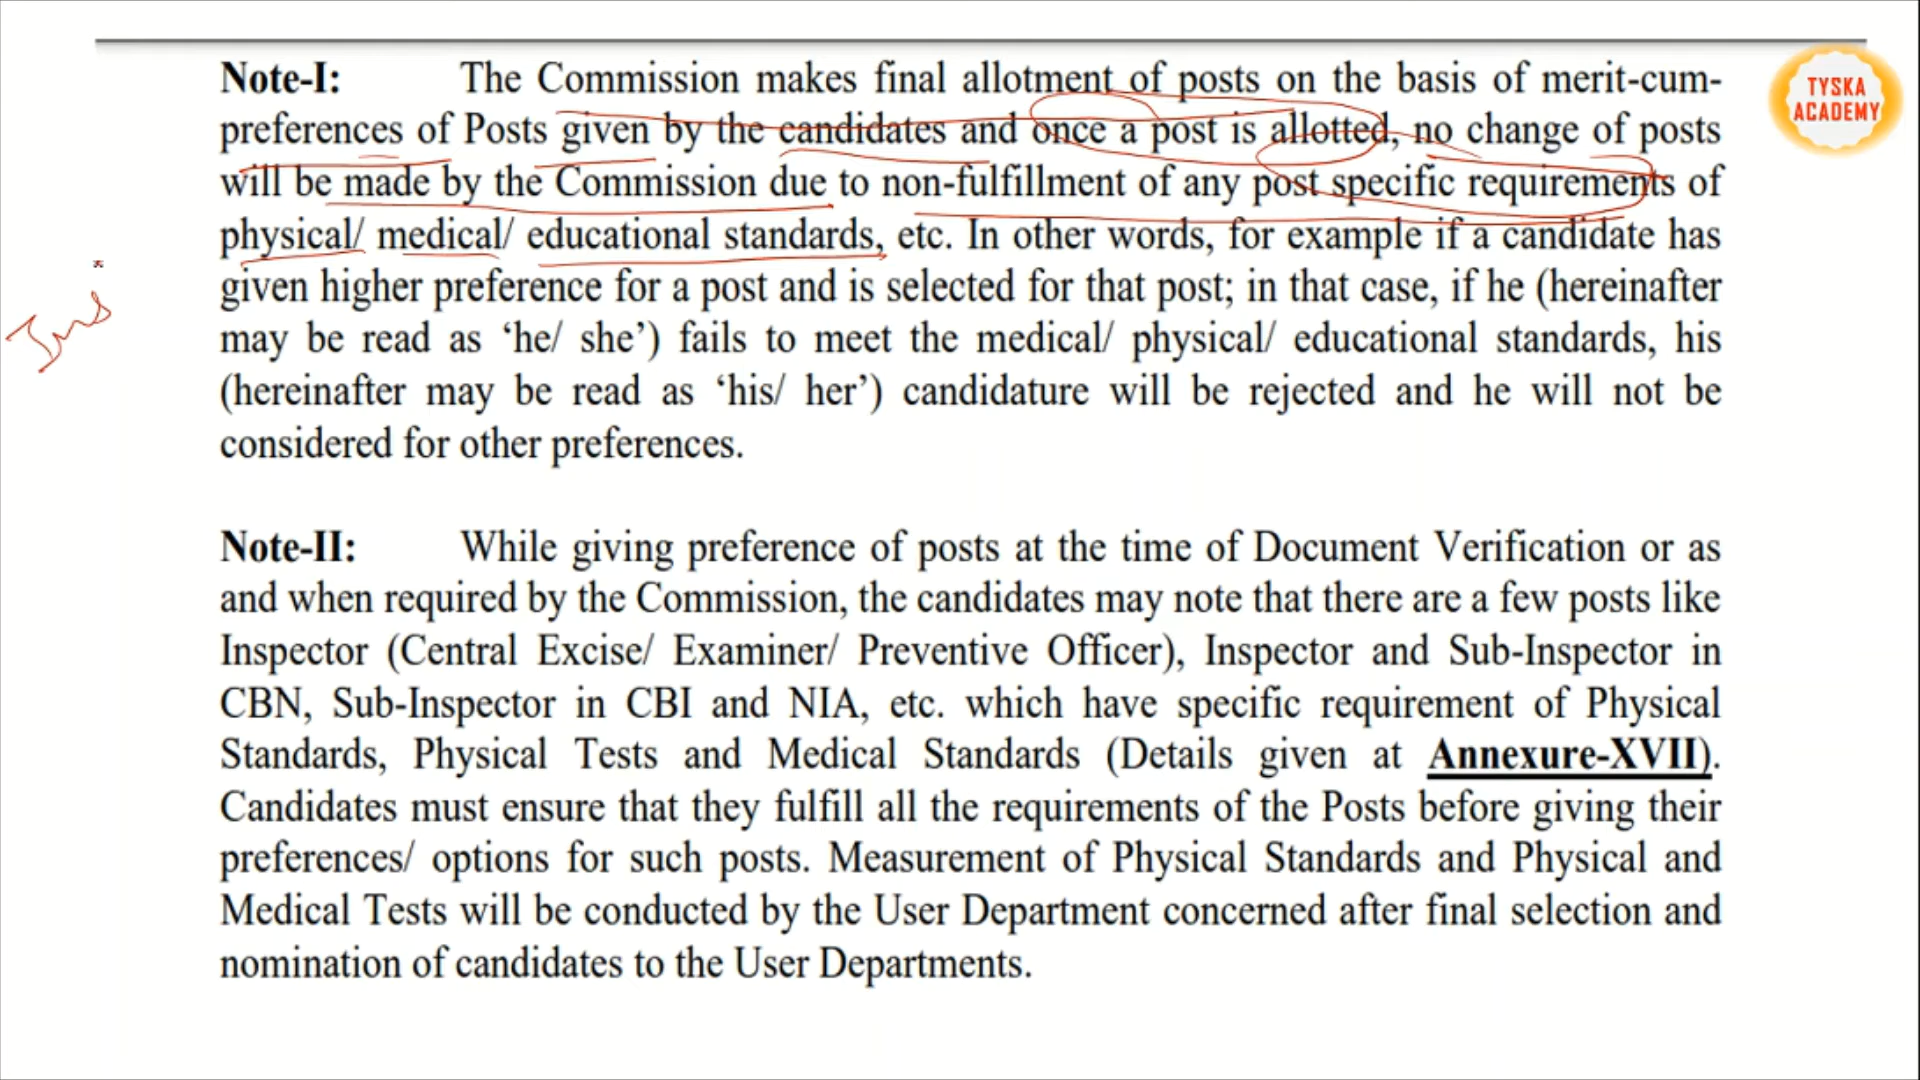 Note-I: The Commission makes final allotment of posts on the basis of merit-cum-
preferences of Posts given by the candidates and once a post is allotted, no change of posts
will be made by the Commission due to non-fulfillment of any post specific requirements of
physical/ medical/ educational standards, etc. In other words, for example if a candidate has
given higher preference for a post and is selected for that post; in that case, if he (hereinafter
may be read as ‘he/ she’) fails to meet the medical/ physical/ educational standards, his
(hereinafter may be read as ‘his/ her’) candidature will be rejected and he will not be
considered for other preferences.
Note-II: While giving preference of posts at the time of Document Verification or as
and when required by the Commission, the candidates may note that there are a few posts like
Inspector (Central Excise/ Examiner/ Preventive Officer), Inspector and Sub-Inspector in
CBN, Sub-Inspector in CBI and NIA, etc. which have specific requirement of Physical
Standards, Physical Tests and Medical Standards (Details given at Annexure-XVII).
Candidates must ensure that they fulfill all the requirements of the Posts before giving their
preferences/ options for such posts. Measurement of Physical Standards and Physical and
Medical Tests will be conducted by the User Department concerned after final selection and
nomination of candidates to the User Departments.
TYSKA
ACADEMY